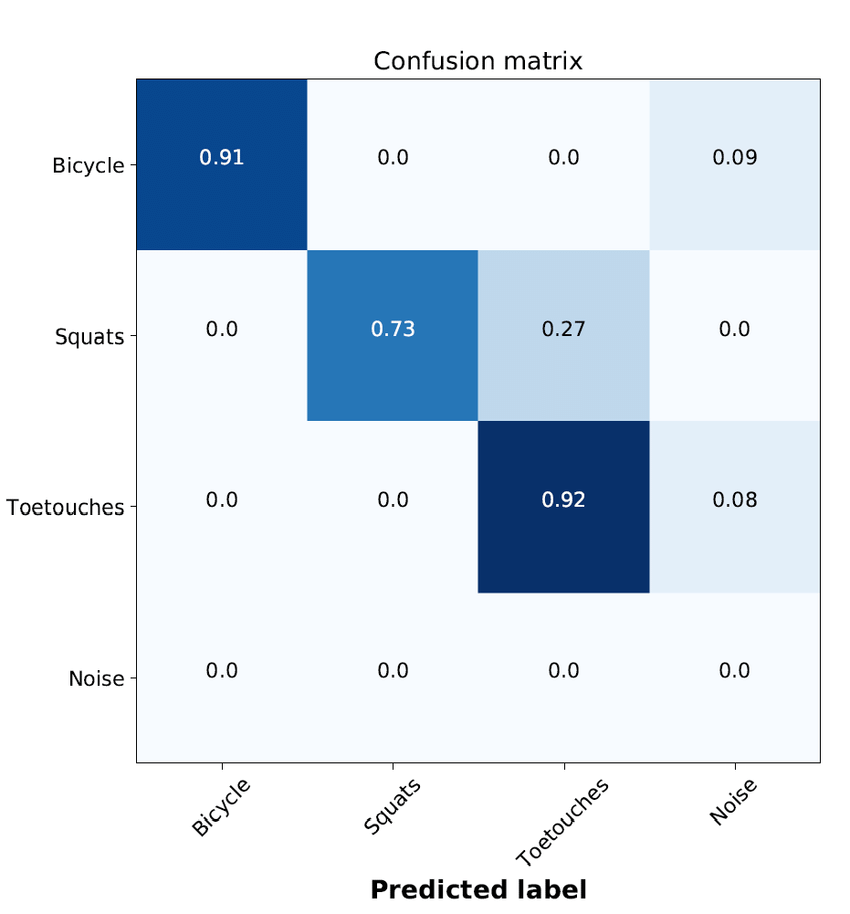 Confusion matrix
Bicycle 0.91 0.0 0.0 0.09
Squats 0.0 0.73 0.27 0.0
Toetouches 0.0 0.0 0.92 0.08
Noise 0.0 0.0 0.0 0.0
Bicycle Squats Toetouches Noise
Predicted label